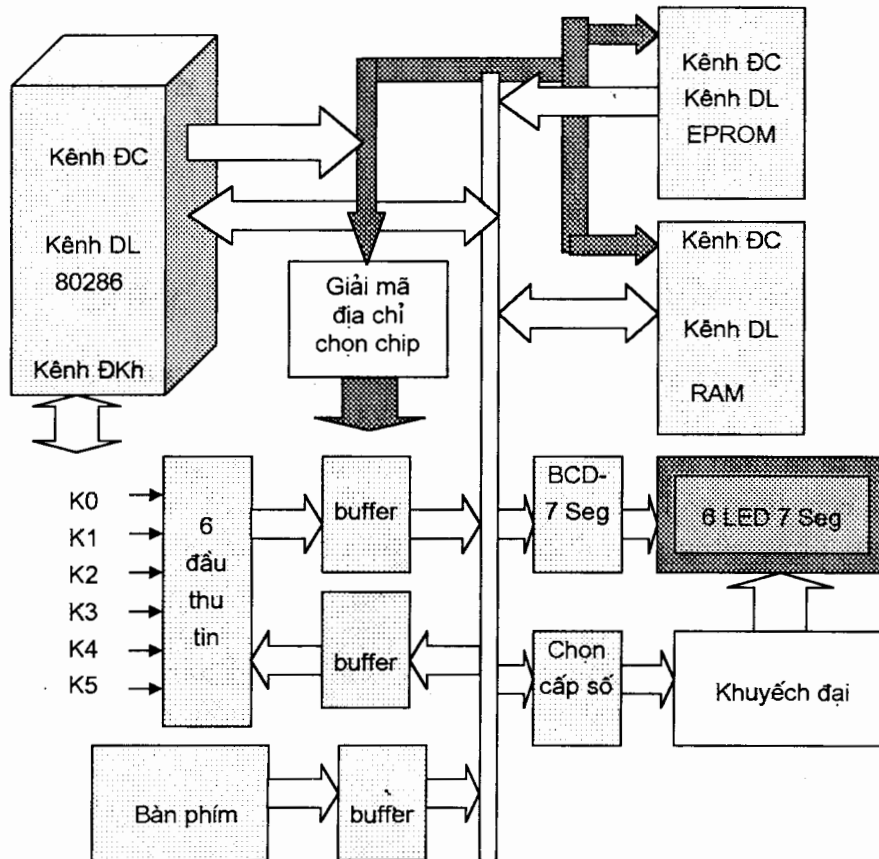 Kênh ĐC
Kênh DL
80286
Kênh ĐKh
Giải mã
địa chỉ
chọn chip
Kênh ĐC
Kênh DL
EPROM
Kênh ĐC
Kênh DL
RAM
K0
K1
K2
K3
K4
K5
6
đầu
thu
tin
buffer
buffer
BCD-
7 Seg
6 LED 7 Seg
Chọn
cấp số
Khuyếch đại
Bàn phím
buffer